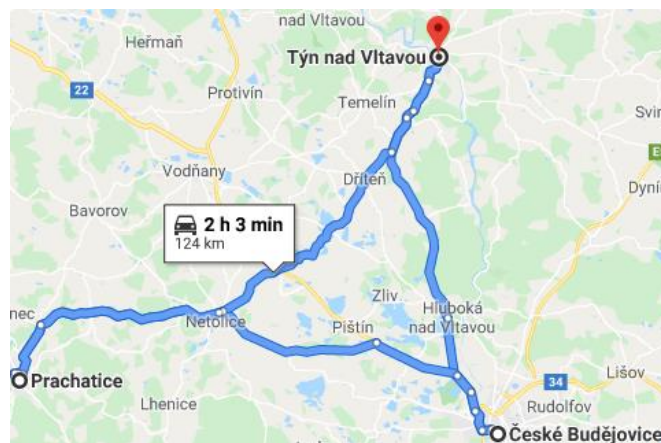 nad Vltavou
Heřmaň
Týn nad Vltavou
22
Protivín
Temelín
Svin
E
Vodňany
Dříteň
Dyní
Bavorov
2 h 3 min
124 km
nec
Netolice
Zliv
Pištín
Hluboká
nad Vltavou
Prachatice
34
Lišov
Lhenice
Rudolfov
České Budějovice